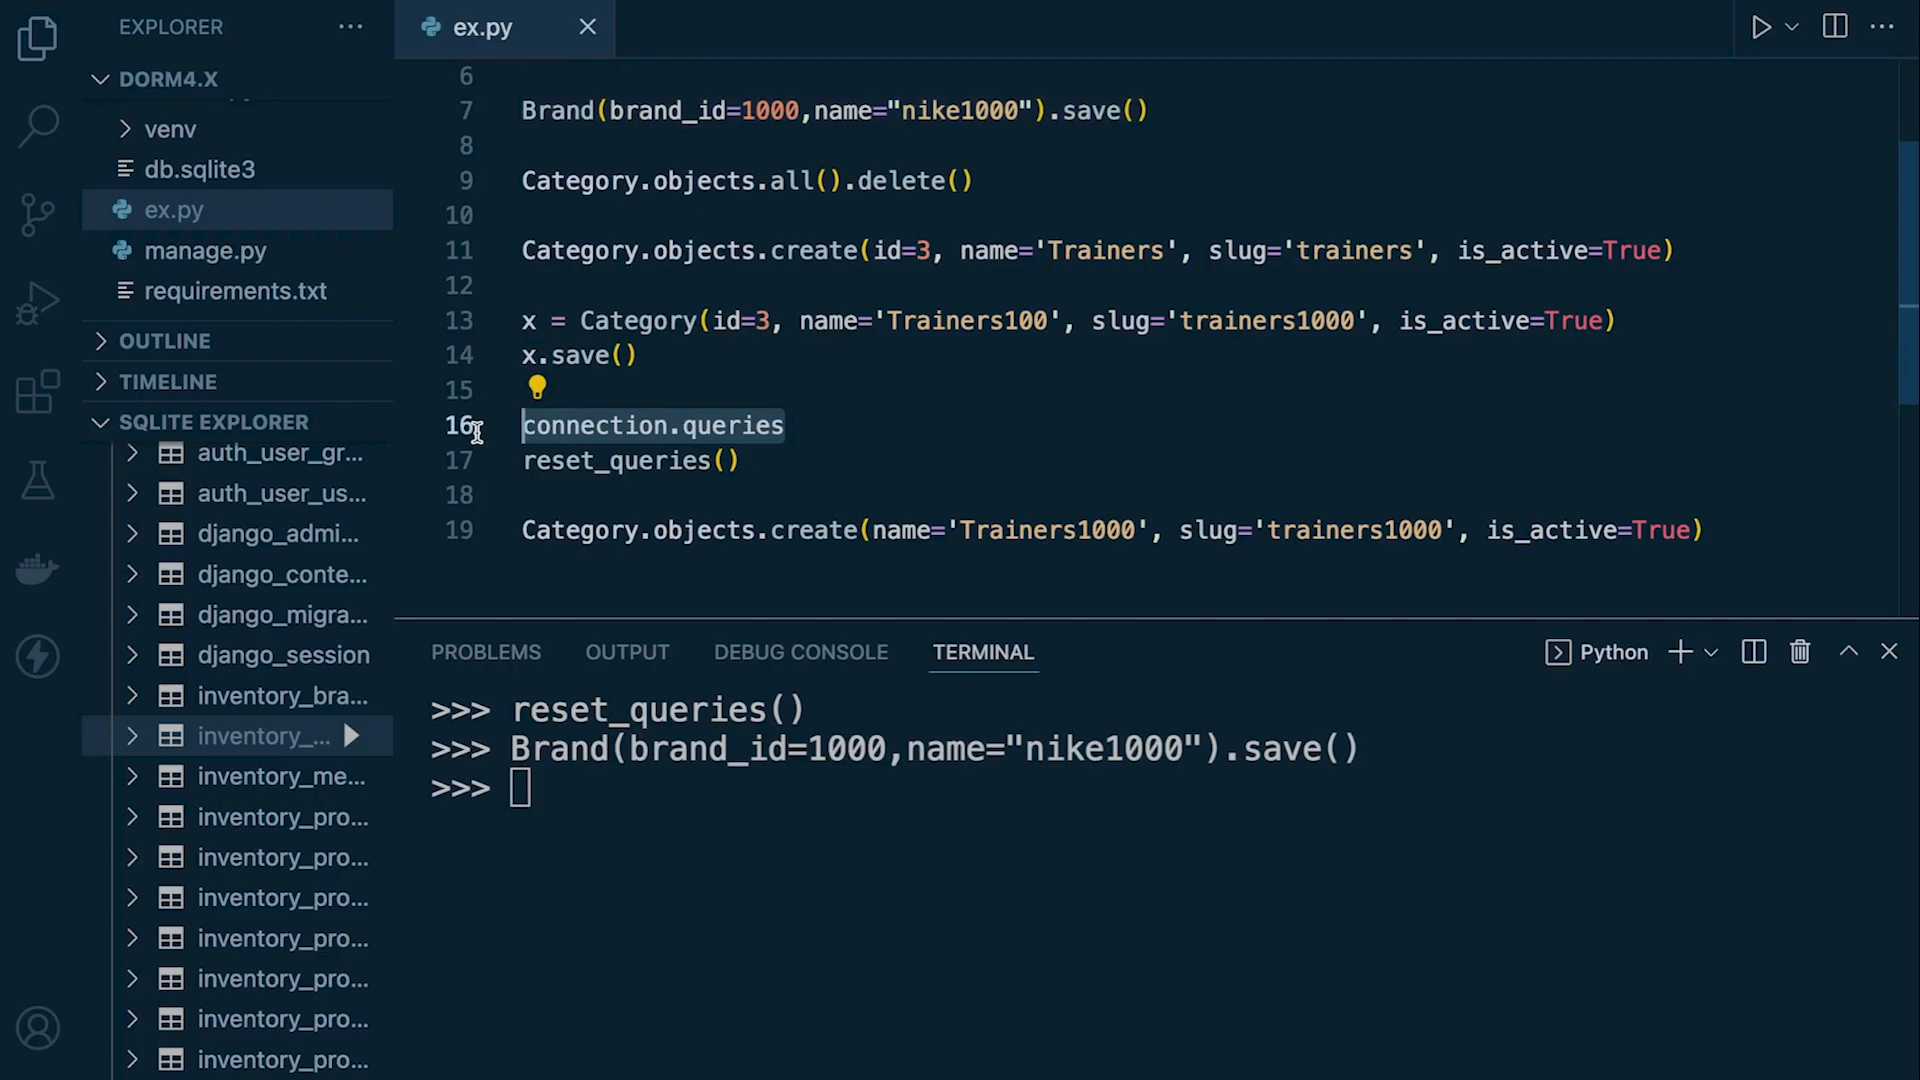 EXPLORER
DORM4.X
venv
db.sqlite3
ex.py
manage.py
requirements.txt
OUTLINE
TIMELINE
SQLITE EXPLORER
auth_user_gr...
auth_user_us...
django_admi...
django_conte...
django_migra...
django_session
inventory_bra...
inventory_...
inventory_me...
inventory_pro...
inventory_pro...
inventory_pro...
inventory_pro...
inventory_pro...
inventory_pro...
inventory_pro...
ex.py
6
7 Brand(brand_id=1000,name="nike1000").save()
8
9 Category.objects.all().delete()
10
11 Category.objects.create(id=3, name='Trainers', slug='trainers', is_active=True)
12
13 x = Category(id=3, name='Trainers100', slug='trainers1000', is_active=True)
14 x.save()
15
16 connection.queries
17 reset_queries()
18
19 Category.objects.create(name='Trainers1000', slug='trainers1000', is_active=True)
PROBLEMS OUTPUT DEBUG CONSOLE TERMINAL Python
>>> reset_queries()
>>> Brand(brand_id=1000,name="nike1000").save()
>>>